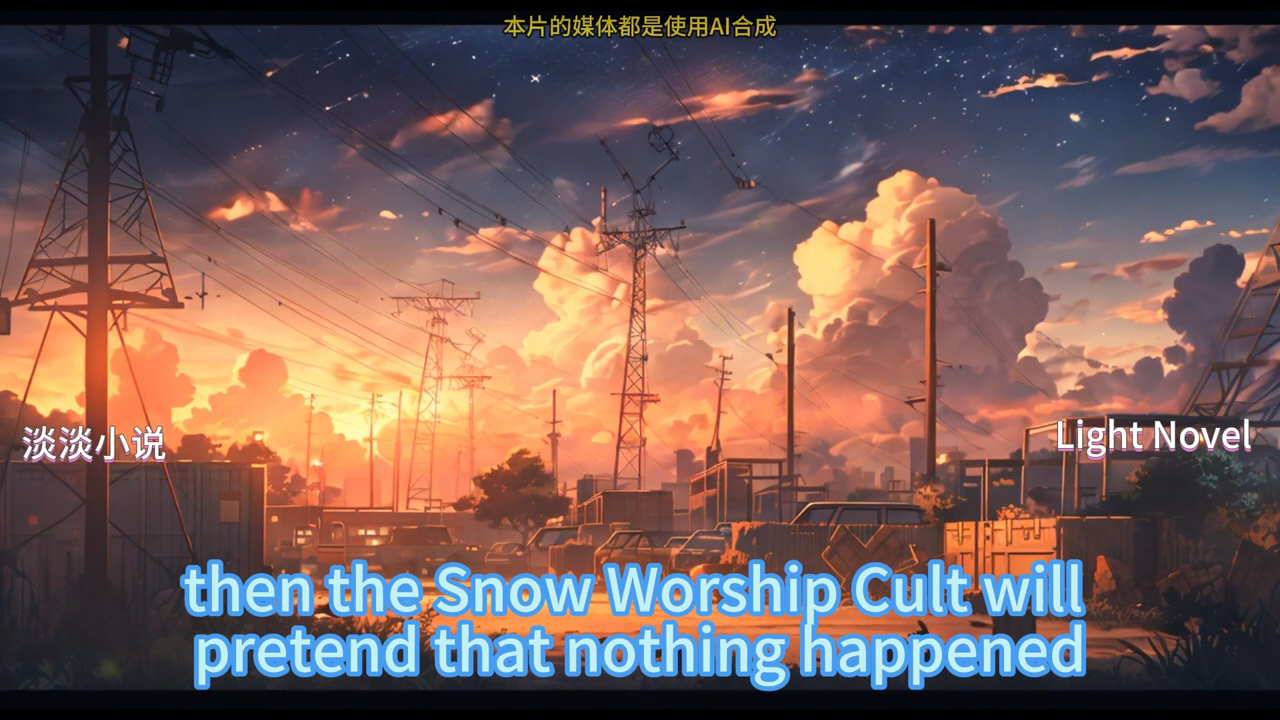 本片的媒体都是使用AI合成
淡淡小说
Light Novel
then the Snow Worship Cult will
pretend that nothing happened